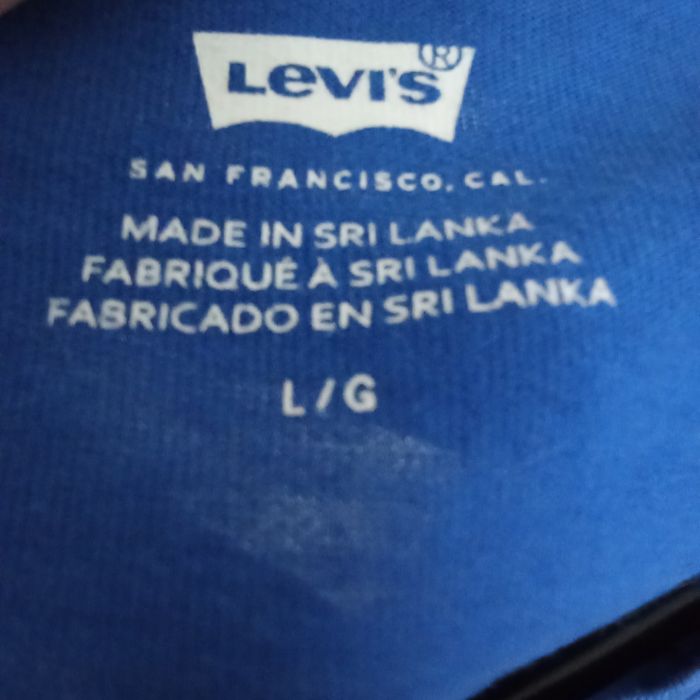 Levi's®
SAN FRANCISCO, CAL.
MADE IN SRI LANKA
FABRIQUÉ À SRI LANKA
FABRICADO EN SRI LANKA
L/G